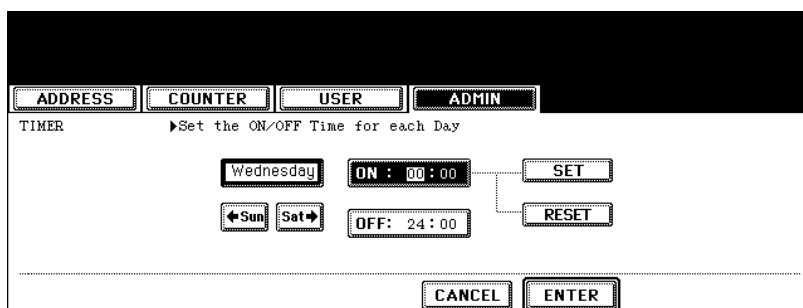 ADDRESS COUNTER USER ADMIN
TIMER ▶Set the ON/OFF Time for each Day
Wednesday ON : 00:00 SET
←Sun Sat→ OFF: 24:00 RESET
CANCEL ENTER